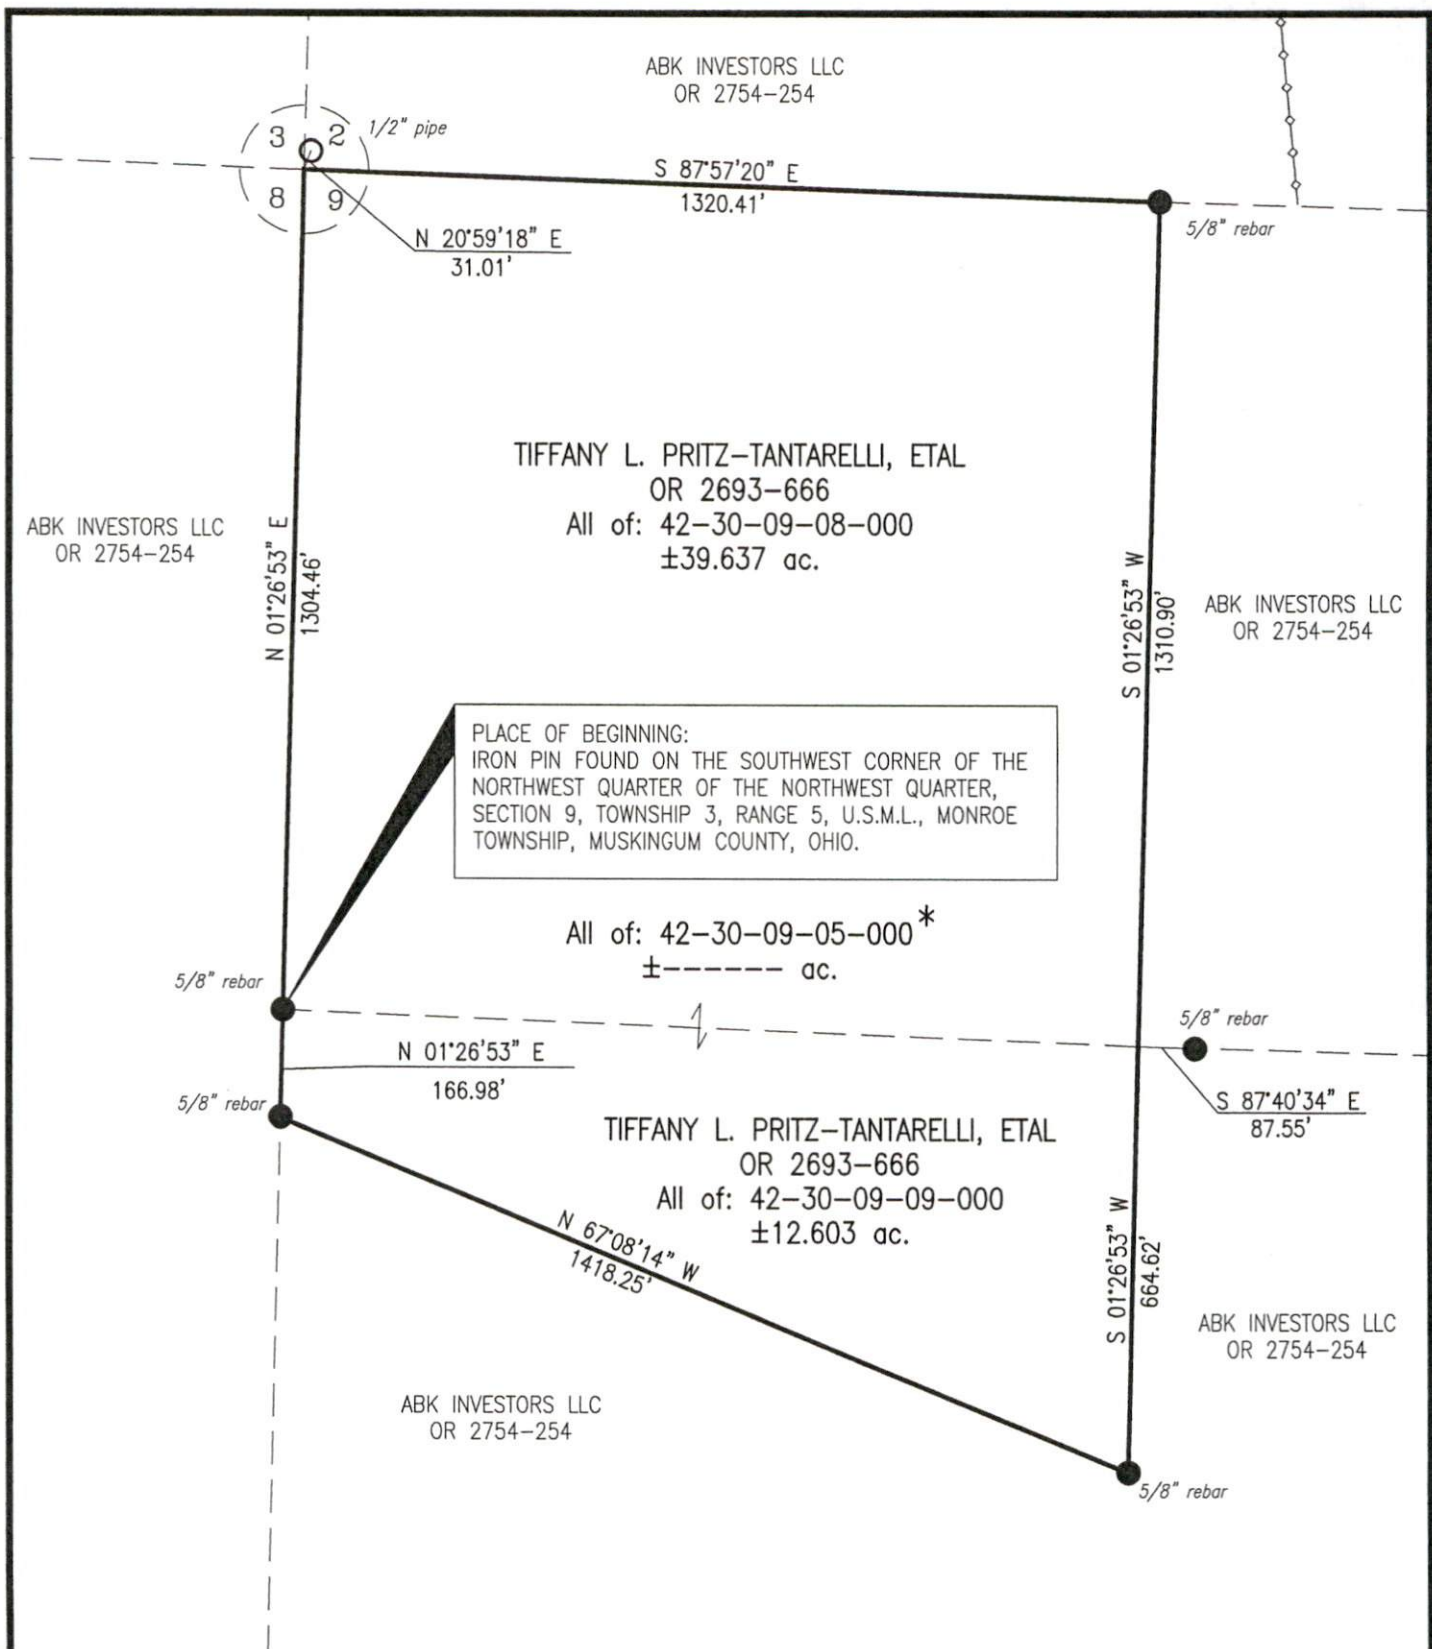 ABK INVESTORS LLC
OR 2754-254
3 2
1/2" pipe
8 9
S 87°57'20" E
1320.41'
5/8" rebar
N 20°59'18" E
31.01'
TIFFANY L. PRITZ-TANTARELLI, ETAL
OR 2693-666
All of: 42-30-09-08-000
±39.637 ac.
ABK INVESTORS LLC
OR 2754-254
N 01°26'53" E
1304.46'
S 01°26'53" W
1310.90'
ABK INVESTORS LLC
OR 2754-254
PLACE OF BEGINNING:
IRON PIN FOUND ON THE SOUTHWEST CORNER OF THE
NORTHWEST QUARTER OF THE NORTHWEST QUARTER,
SECTION 9, TOWNSHIP 3, RANGE 5, U.S.M.L., MONROE
TOWNSHIP, MUSKINGUM COUNTY, OHIO.
All of: 42-30-09-05-000*
±------ ac.
5/8" rebar
5/8" rebar
N 01°26'53" E
166.98'
5/8" rebar
S 87°40'34" E
87.55'
TIFFANY L. PRITZ-TANTARELLI, ETAL
OR 2693-666
All of: 42-30-09-09-000
±12.603 ac.
N 67°08'14" W
1418.25'
S 01°26'53" W
664.62'
ABK INVESTORS LLC
OR 2754-254
ABK INVESTORS LLC
OR 2754-254
5/8" rebar